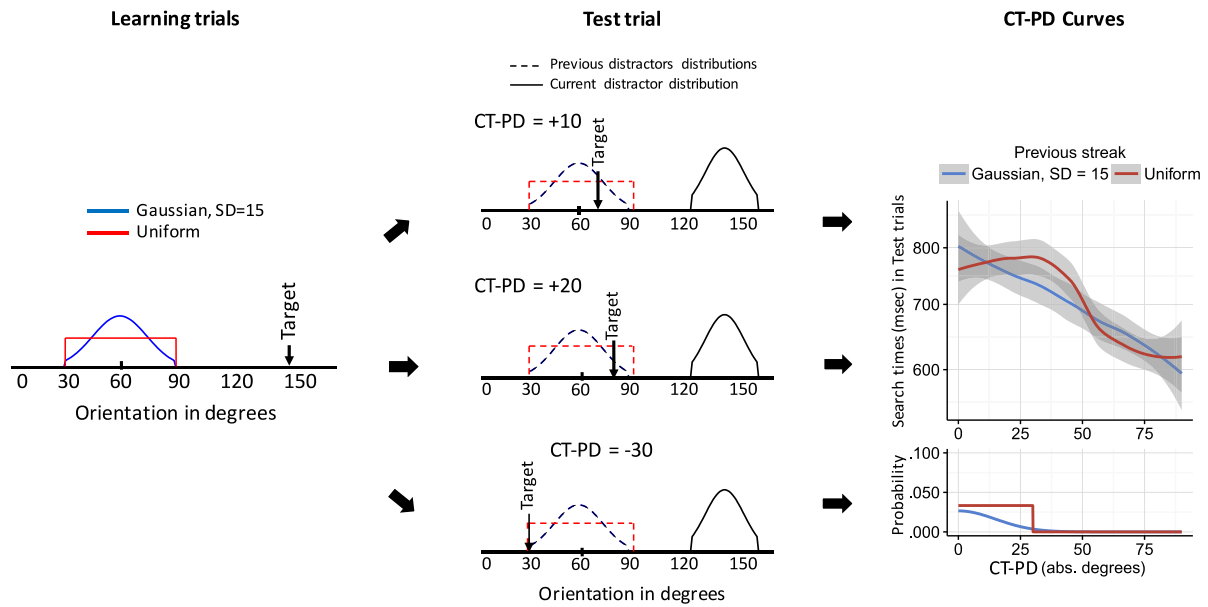 Learning trials
Gaussian, SD=15
Uniform
Target
0 30 60 90 120 150
Orientation in degrees
Test trial
Previous distractors distributions
Current distractor distribution
CT-PD = +10
Target
0 30 60 90 120 150
CT-PD = +20
Target
0 30 60 90 120 150
CT-PD = -30
Target
0 30 60 90 120 150
Orientation in degrees
CT-PD Curves
Previous streak
Gaussian, SD = 15 Uniform
Search times (msec) in Test trials
800
700
600
0 25 50 75
Probability
.100
.050
.000
0 25 50 75
CT-PD (abs. degrees)